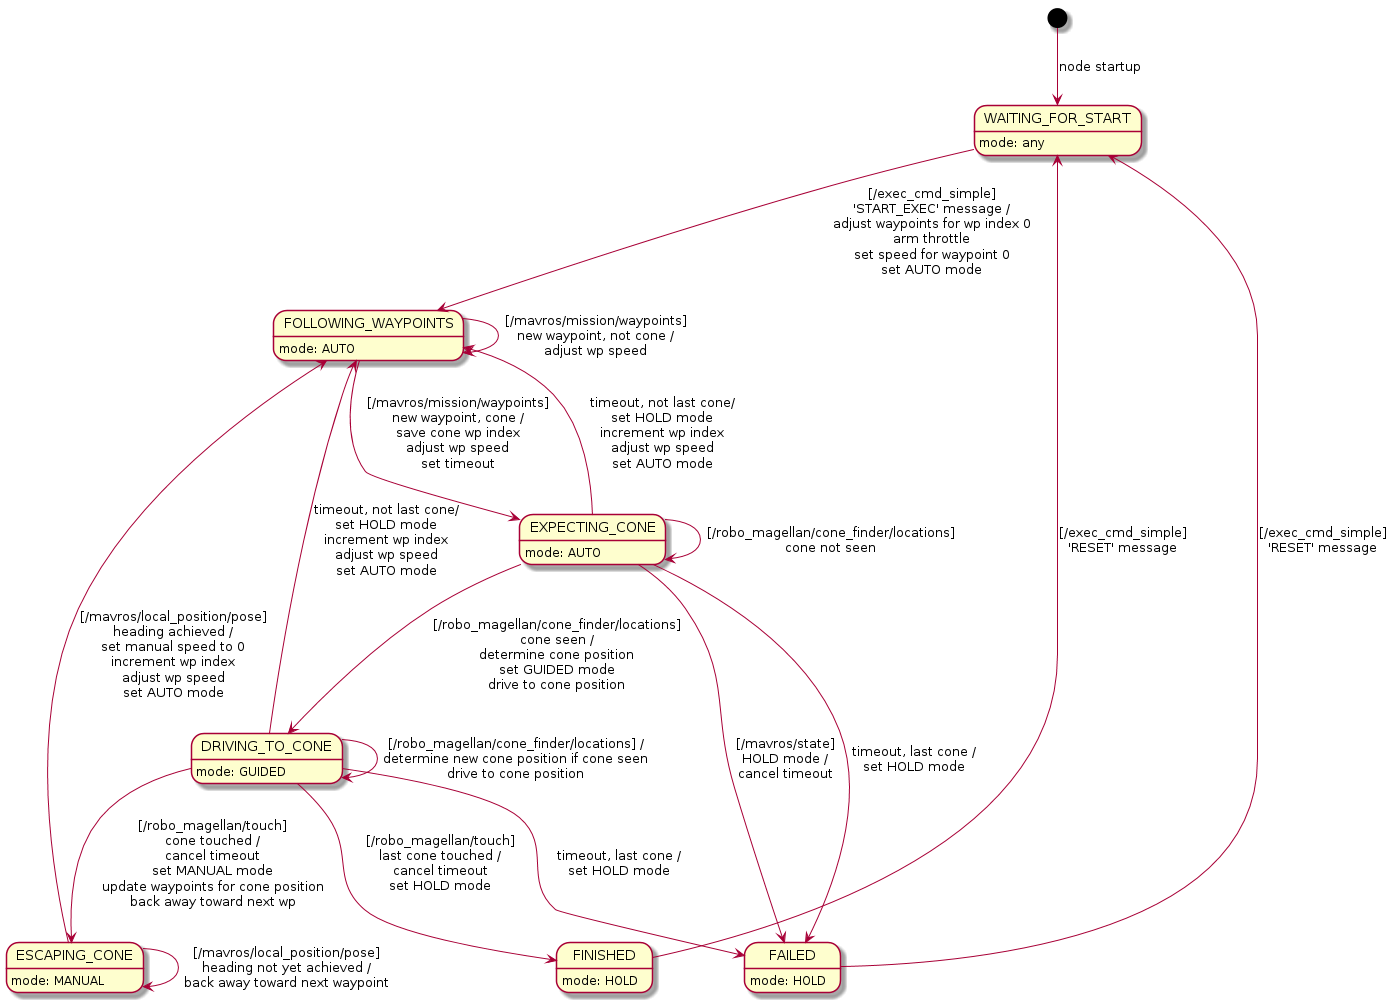 node startup
WAITING_FOR_START
mode: any
[/exec_cmd_simple]
'START_EXEC' message /
adjust waypoints for wp index 0
arm throttle
set speed for waypoint 0
set AUTO mode
FOLLOWING_WAYPOINTS
mode: AUTO
[/mavros/mission/waypoints]
new waypoint, not cone /
adjust wp speed
[/mavros/mission/waypoints]
new waypoint, cone /
save cone wp index
adjust wp speed
set timeout
timeout, not last cone/
set HOLD mode
increment wp index
adjust wp speed
set AUTO mode
timeout, not last cone/
set HOLD mode
increment wp index
adjust wp speed
set AUTO mode
EXPECTING_CONE
mode: AUTO
[/robo_magellan/cone_finder/locations]
cone not seen
[/exec_cmd_simple]
'RESET' message
[/exec_cmd_simple]
'RESET' message
[/mavros/local_position/pose]
heading achieved /
set manual speed to 0
increment wp index
adjust wp speed
set AUTO mode
[/robo_magellan/cone_finder/locations]
cone seen /
determine cone position
set GUIDED mode
drive to cone position
DRIVING_TO_CONE
mode: GUIDED
[/robo_magellan/cone_finder/locations] /
determine new cone position if cone seen
drive to cone position
[/mavros/state]
HOLD mode /
cancel timeout
timeout, last cone /
set HOLD mode
[/robo_magellan/touch]
cone touched /
cancel timeout
set MANUAL mode
update waypoints for cone position
back away toward next wp
[/robo_magellan/touch]
last cone touched /
cancel timeout
set HOLD mode
timeout, last cone /
set HOLD mode
ESCAPING_CONE
mode: MANUAL
[/mavros/local_position/pose]
heading not yet achieved /
back away toward next waypoint
FINISHED
mode: HOLD
FAILED
mode: HOLD